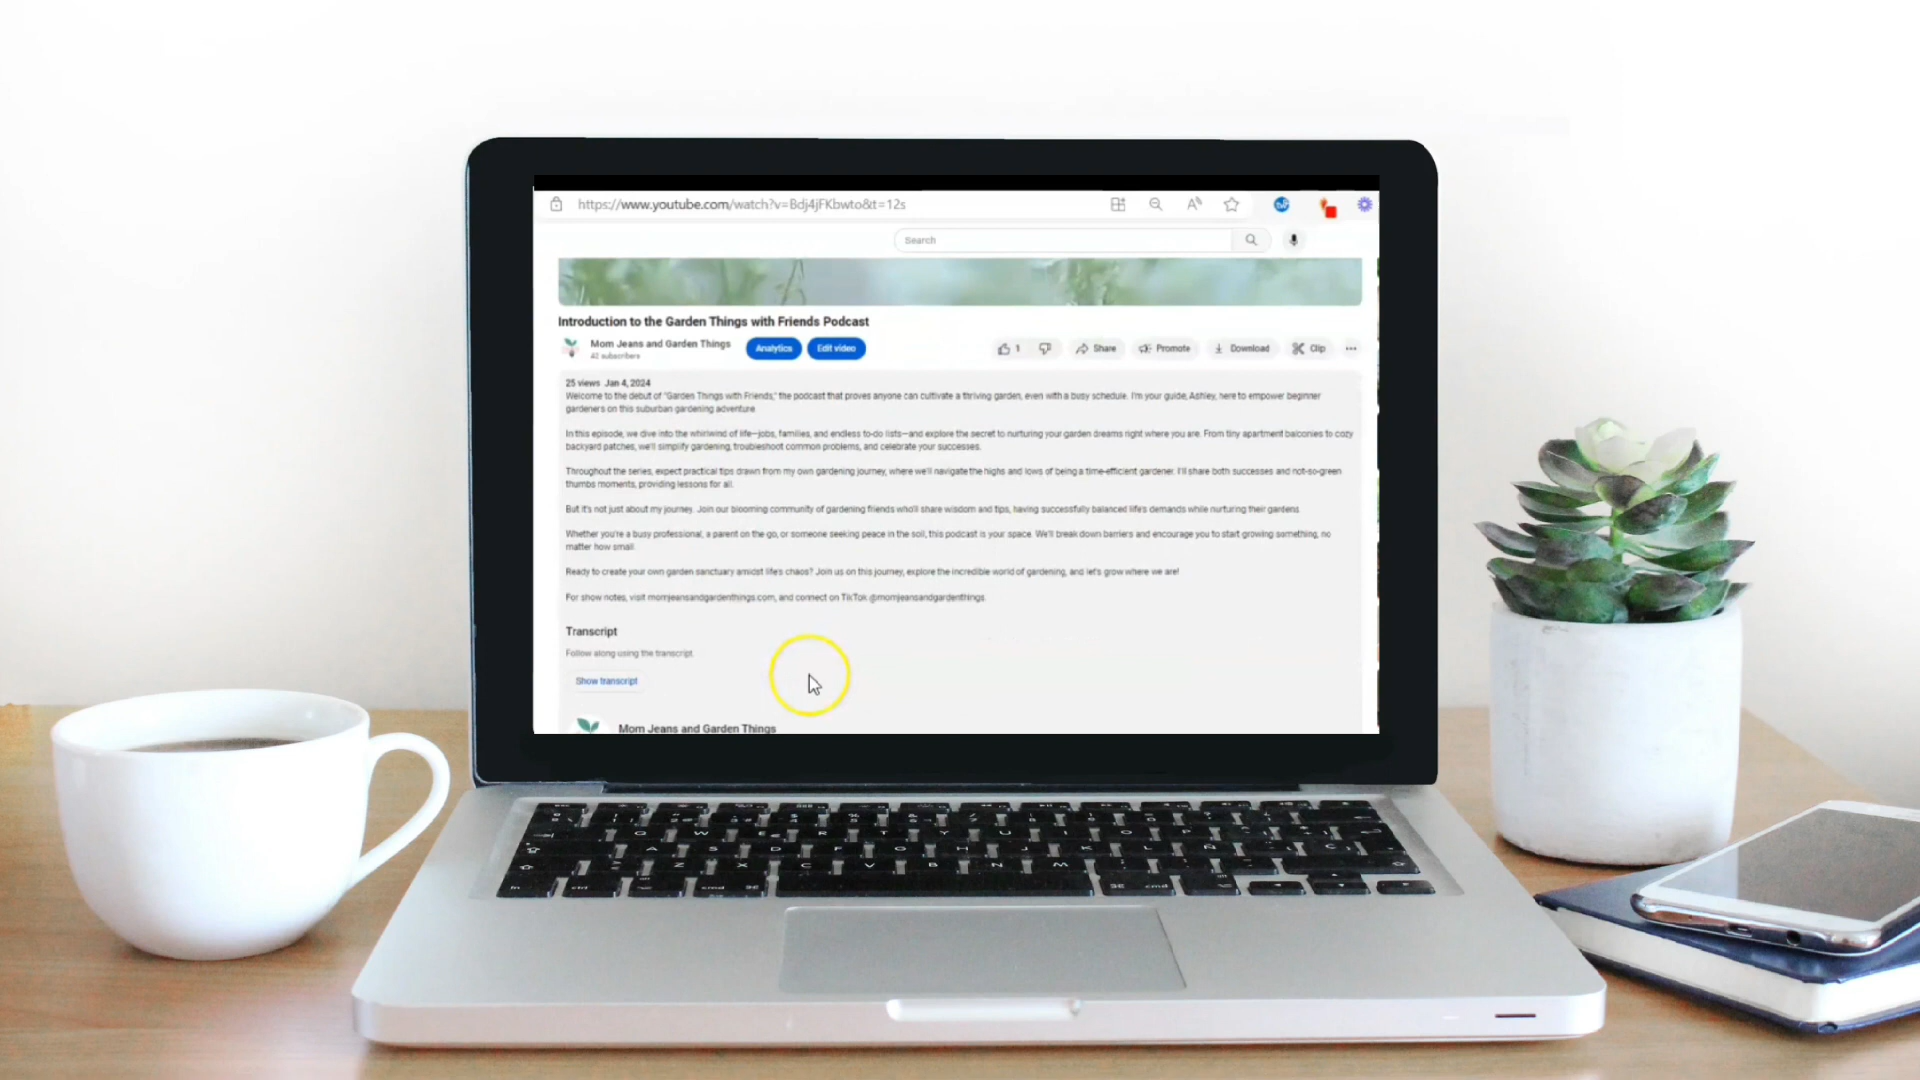 https://www.youtube.com/watch?v=Bdj4jFKbwto&t=12s
Search
Introduction to the Garden Things with Friends Podcast
Mom Jeans and Garden Things
42 subscribers
Analytics
Edit video
1
Share
Promote
Download
Clip
25 views Jan 4, 2024
Welcome to the debut of "Garden Things with Friends," the podcast that proves anyone can cultivate a thriving garden, even with a busy schedule. I'm your guide, Ashley, here to empower beginner
gardeners on this suburban gardening adventure
In this episode, we dive into the whirlwind of life—jobs, families, and endless to-do lists—and explore the secret to nurturing your garden dreams right where you are. From tiny apartment balconies to cozy
backyard patches, we'll simplify gardening, troubleshoot common problems, and celebrate your successes.
Throughout the series, expect practical tips drawn from my own gardening journey, where we'll navigate the highs and lows of being a time-efficient gardener. I'll share both successes and not-so-green
thumbs moments, providing lessons for all.
But it's not just about my journey. Join our blooming community of gardening friends who'll share wisdom and tips, having successfully balanced life's demands while nurturing their gardens
Whether you're a busy professional, a parent on the go, or someone seeking peace in the soil, this podcast is your space. We'll break down barriers and encourage you to start growing something, no
matter how small.
Ready to create your own garden sanctuary amidst life's chaos? Join us on this journey, explore the incredible world of gardening, and let's grow where we are!
For show notes, visit momjeansandgardenthings.com, and connect on TikTok @momjeansandgardenthings.
Transcript
Follow along using the transcript.
Show transcript
Mom Jeans and Garden Things